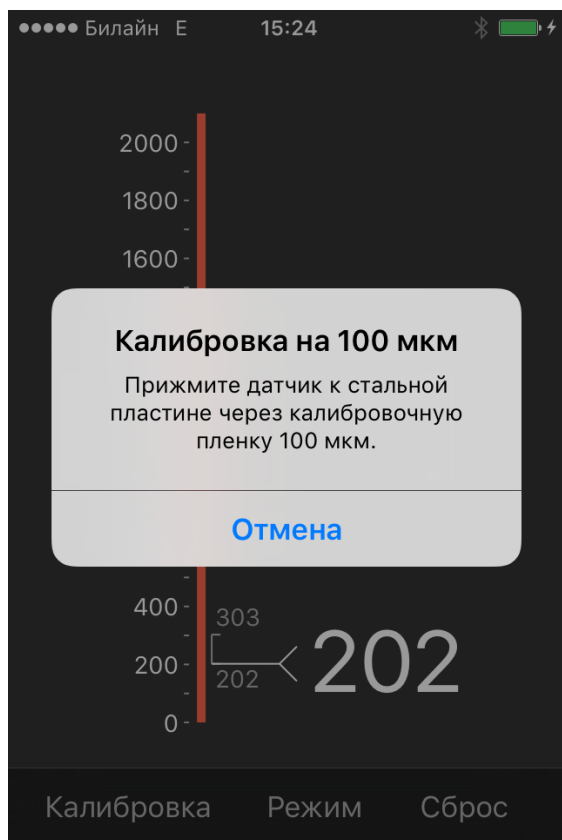 Билайн E 15:24
2000
1800
1600
Калибровка на 100 мкм
Прижмите датчик к стальной
пластине через калибровочную
пленку 100 мкм.
Отмена
400
303
202
200
202
0
Калибровка Режим Сброс